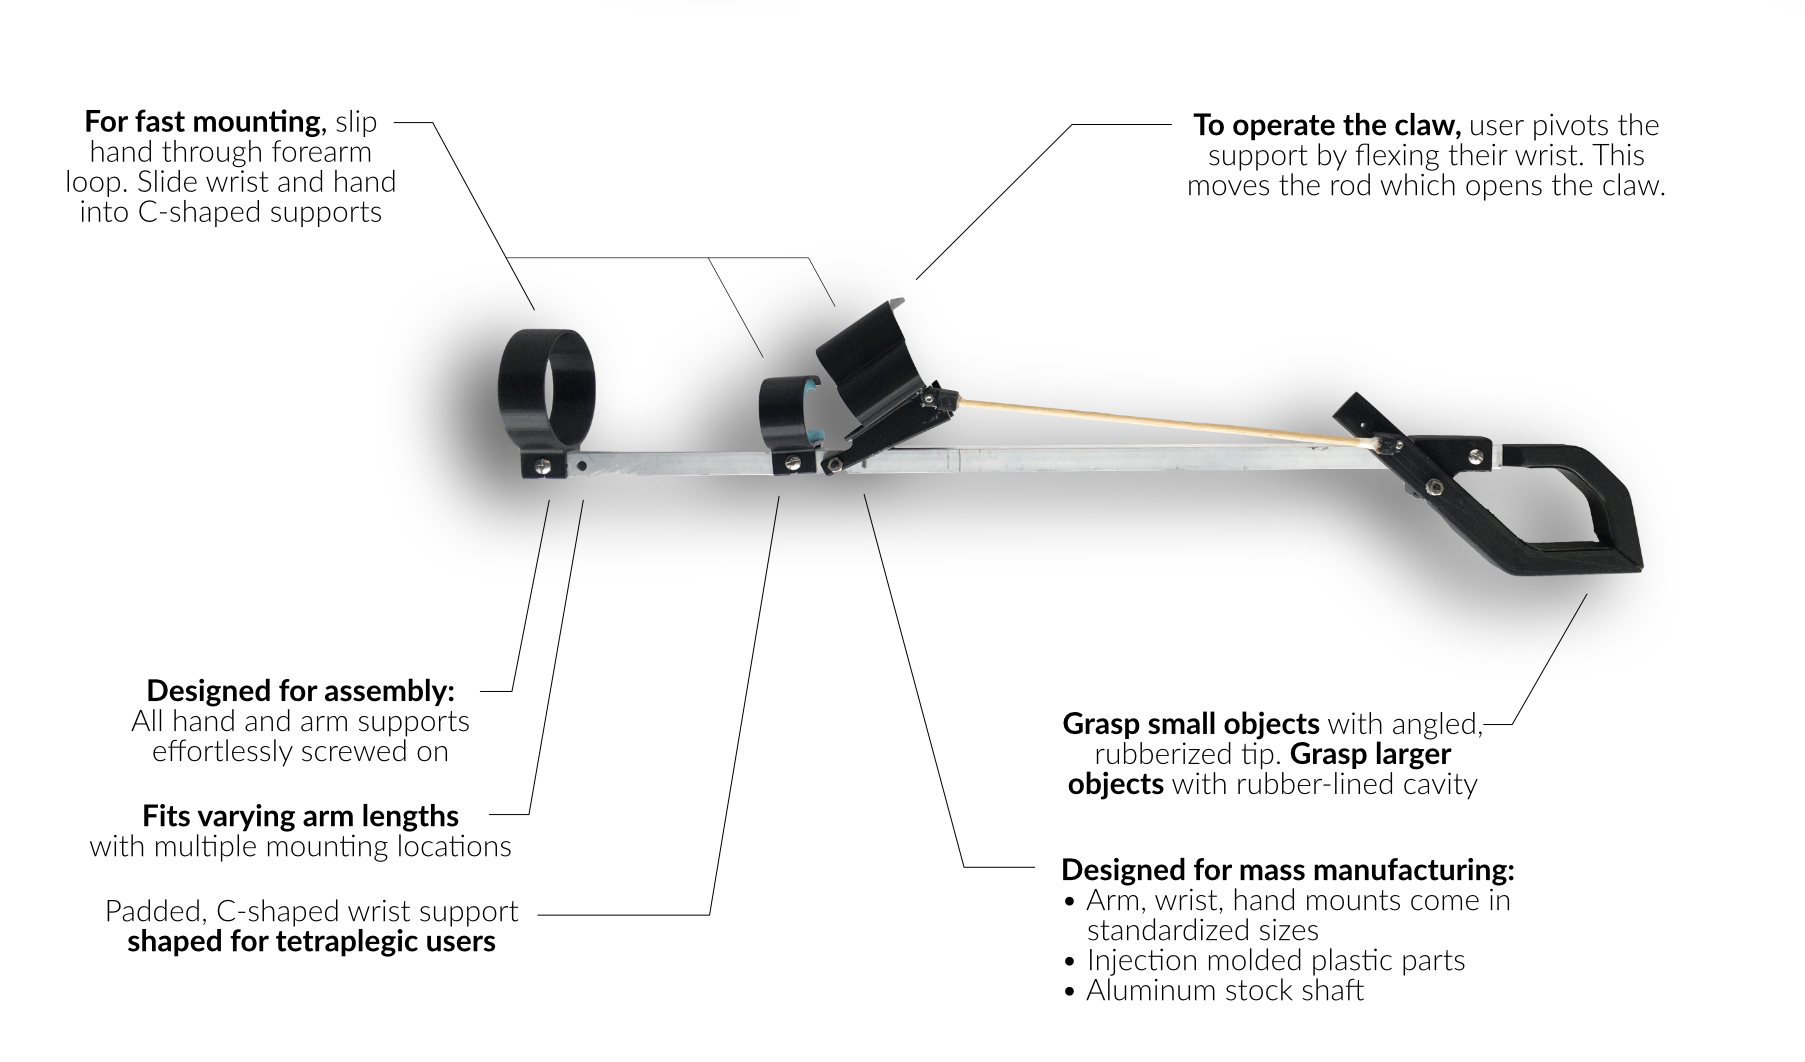 For fast mounting, slip
hand through forearm
loop. Slide wrist and hand
into C-shaped supports
To operate the claw, user pivots the
support by flexing their wrist. This
moves the rod which opens the claw.
Designed for assembly:
All hand and arm supports
effortlessly screwed on
Fits varying arm lengths
with multiple mounting locations
Padded, C-shaped wrist support
shaped for tetraplegic users
Grasp small objects with angled,
rubberized tip. Grasp larger
objects with rubber-lined cavity
Designed for mass manufacturing:
• Arm, wrist, hand mounts come in
standardized sizes
• Injection molded plastic parts
• Aluminum stock shaft